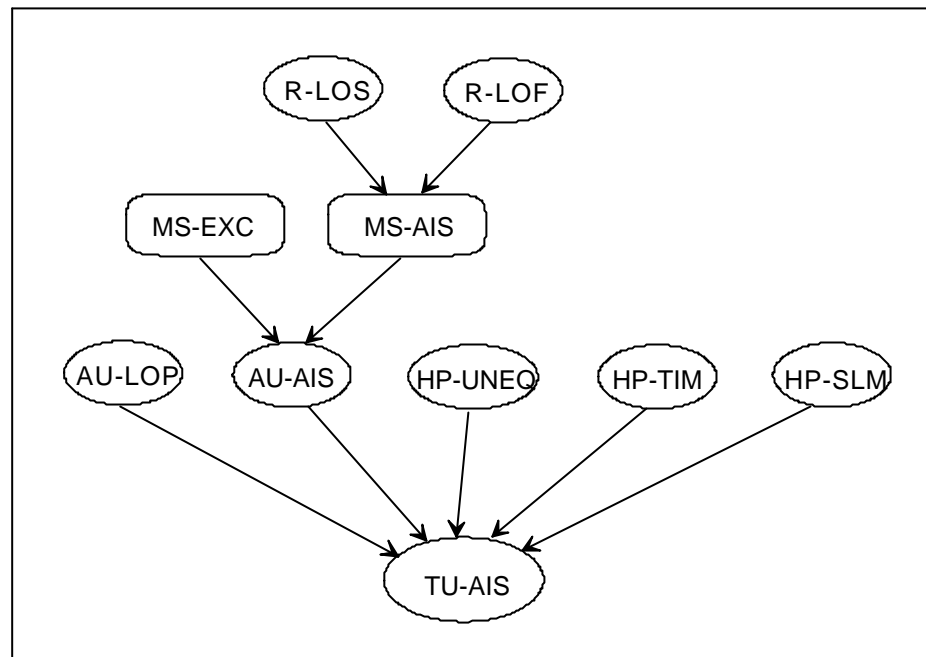 R-LOS R-LOF
MS-EXC MS-AIS
AU-LOP AU-AIS HP-UNEQ HP-TIM HP-SLM
TU-AIS